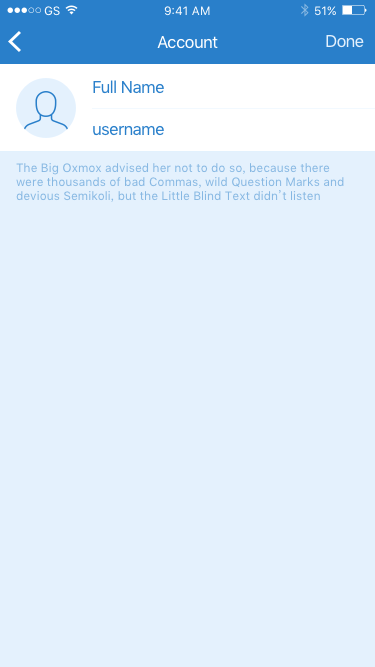 GS 9:41 AM 51%
Account Done
Full Name
username
The Big Oxmox advised her not to do so, because there
were thousands of bad Commas, wild Question Marks and
devious Semikoli, but the Little Blind Text didn’t listen